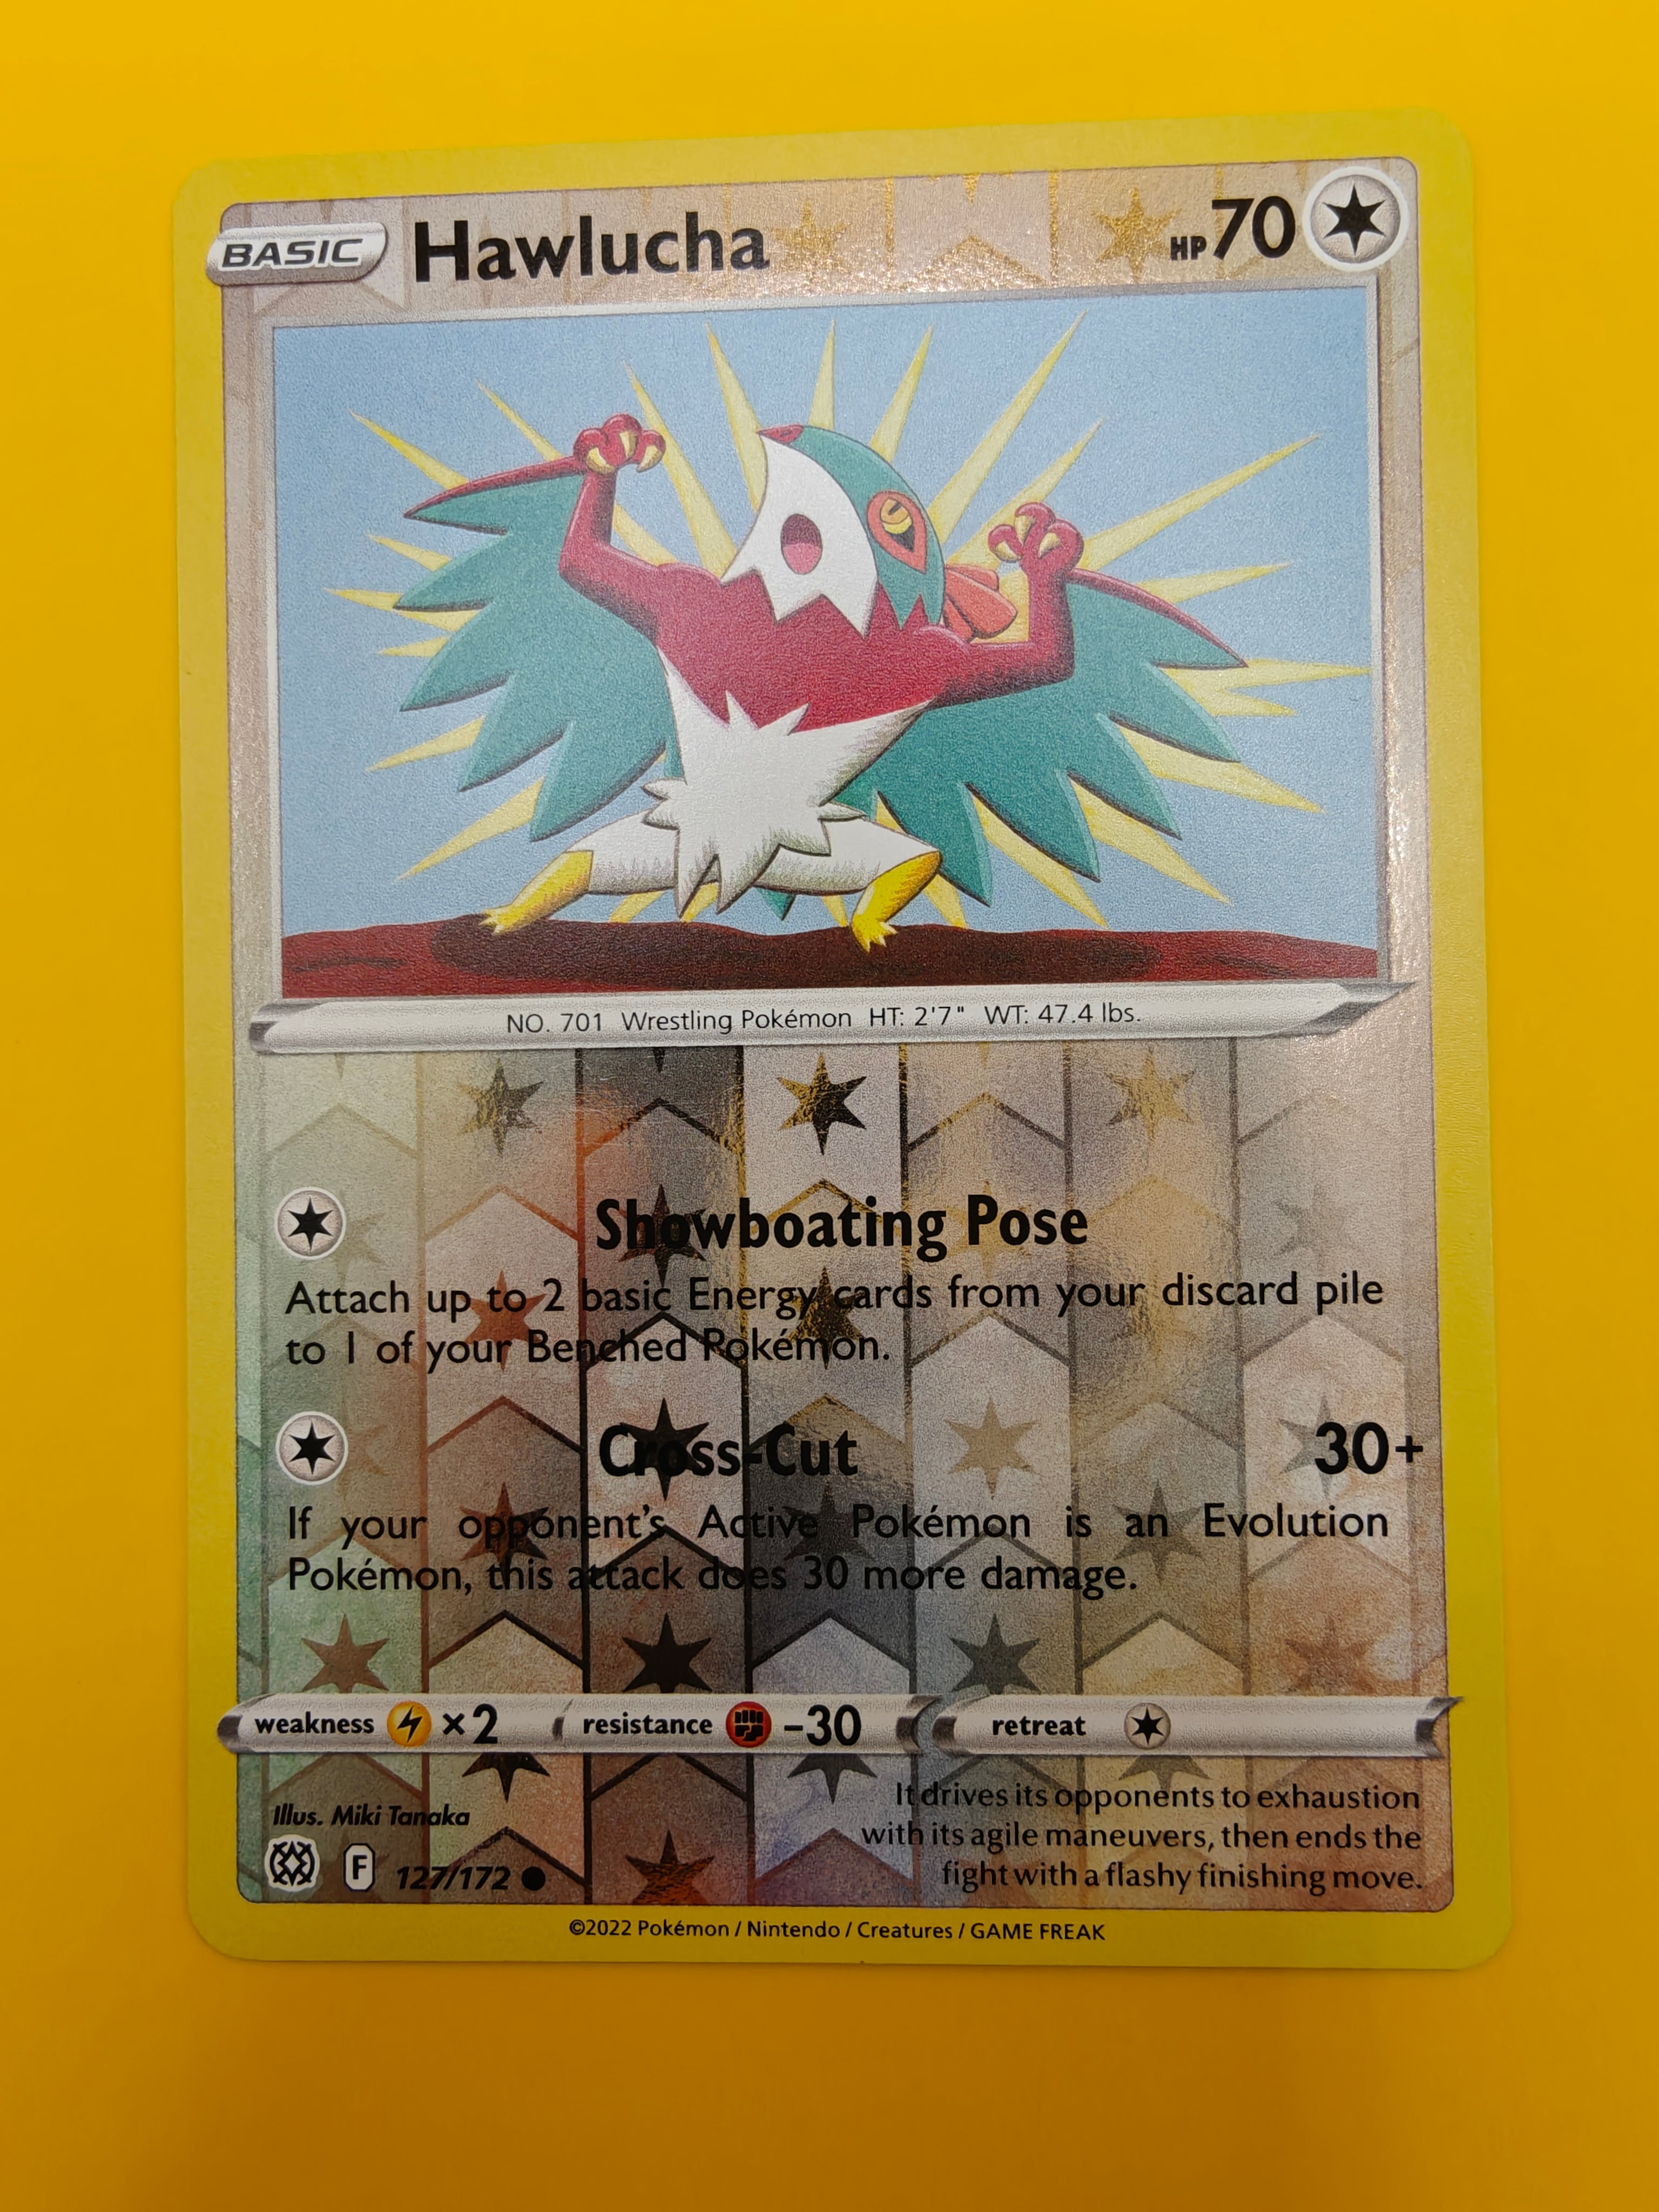 BASIC Hawlucha HP 70
NO. 701 Wrestling Pokémon HT: 2'7" WT: 47.4 lbs.
Showboating Pose
Attach up to 2 basic Energy cards from your discard pile
to 1 of your Benched Pokémon.
Cross-Cut 30+
If your opponent's Active Pokémon is an Evolution
Pokémon, this attack does 30 more damage.
weakness ×2 resistance -30 retreat
Illus. Miki Tanaka
F 127/172
It drives its opponents to exhaustion
with its agile maneuvers, then ends the
fight with a flashy finishing move.
©2022 Pokémon / Nintendo / Creatures / GAME FREAK